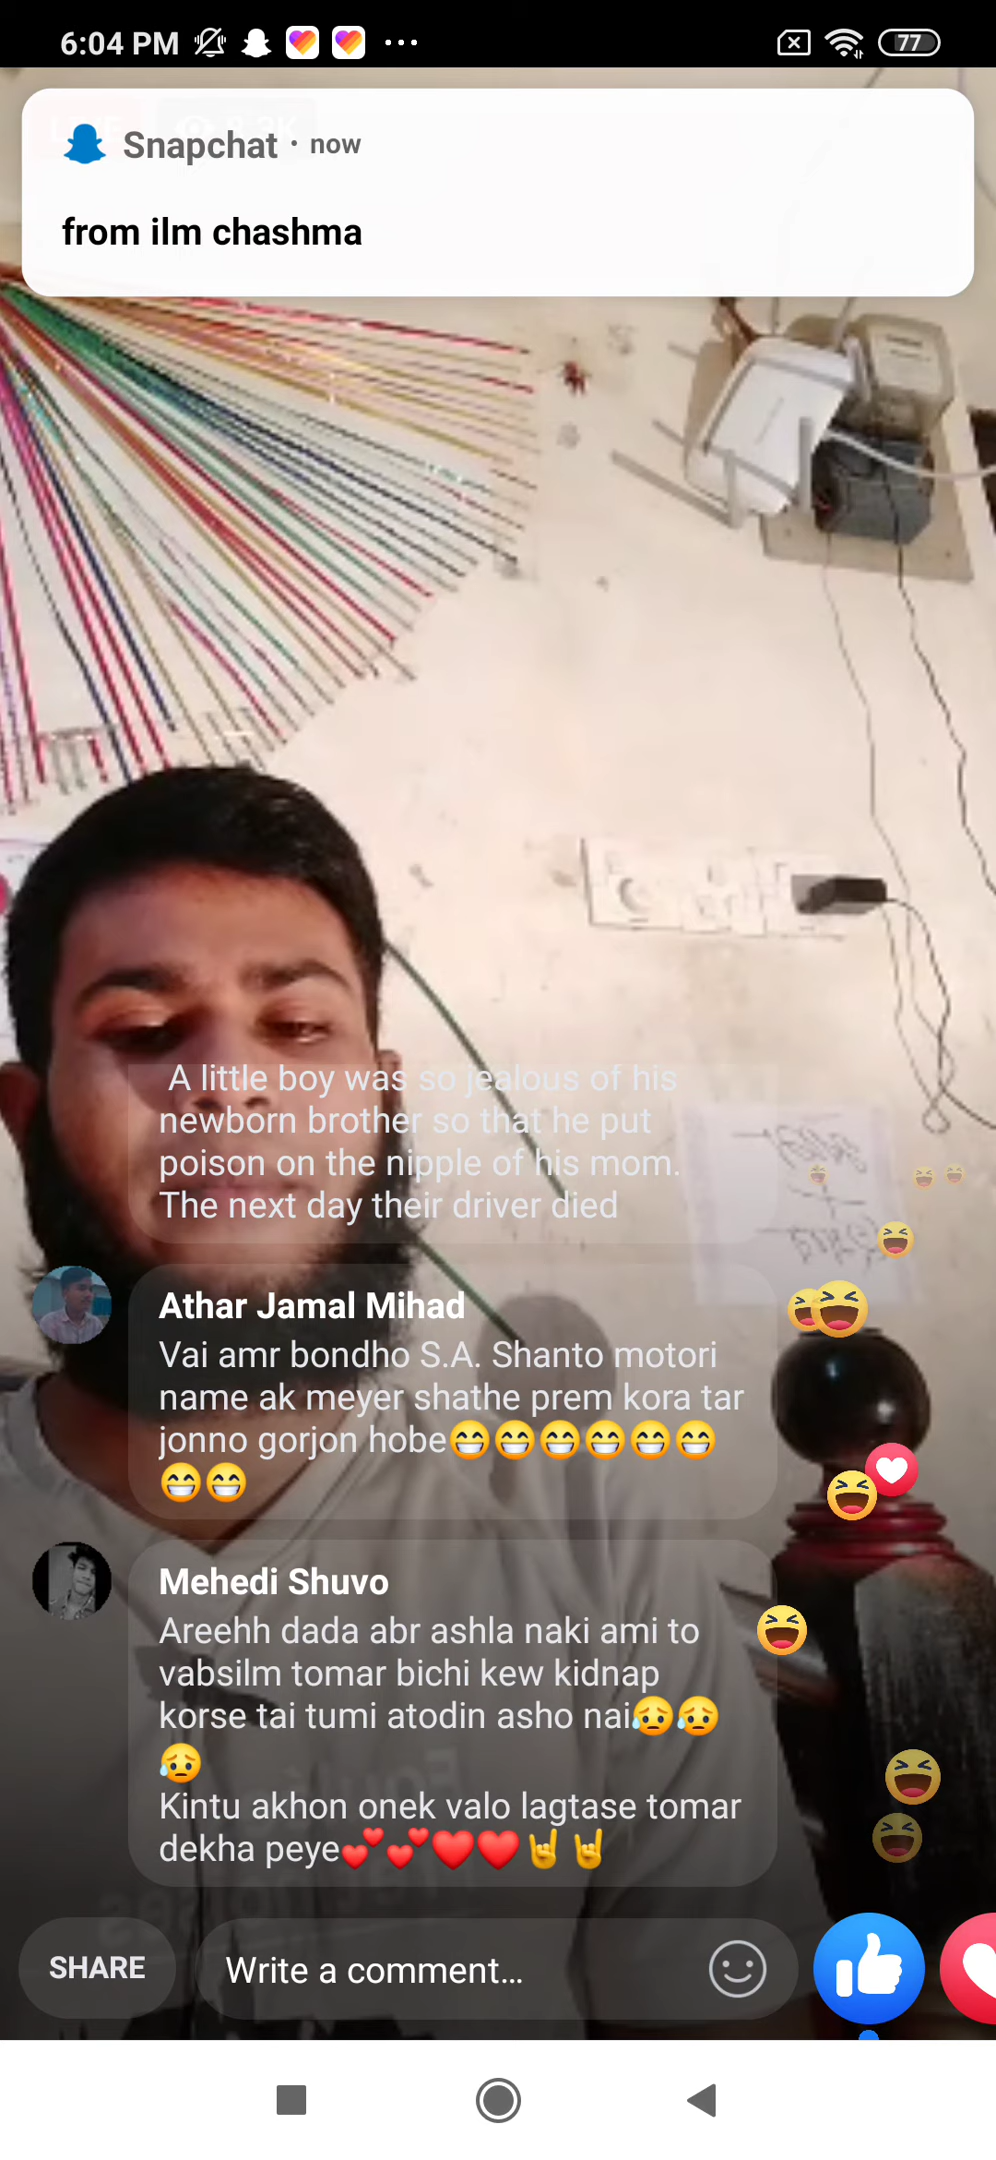 6:04 PM
77
Snapchat · now
from ilm chashma
A little boy was so jealous of his
newborn brother so that he put
poison on the nipple of his mom.
The next day their driver died
Athar Jamal Mihad
Vai amr bondho S.A. Shanto motori
name ak meyer shathe prem kora tar
jonno gorjon hobe😁😁😁😁😁😁
😁😁
Mehedi Shuvo
Areehh dada abr ashla naki ami to
vabsilm tomar bichi kew kidnap
korse tai tumi atodin asho nai😥😥
😥
Kintu akhon onek valo lagtase tomar
dekha peye💕💕❤️❤️🤘🤘
SHARE
Write a comment...